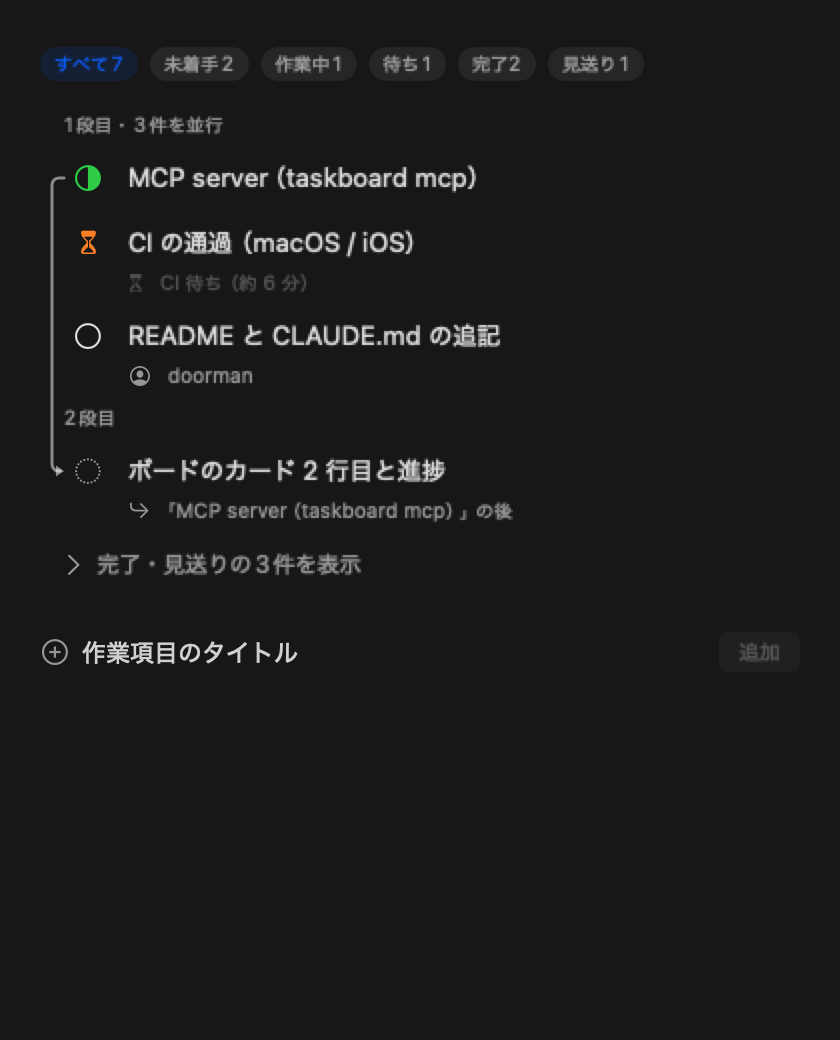 すべて 7 未着手 2 作業中 1 待ち 1 完了 2 見送り 1
1 段目・3 件を並行
MCP server (taskboard mcp)
CI の通過（macOS / iOS）
CI 待ち（約 6 分）
README と CLAUDE.md の追記
doorman
2 段目
ボードのカード 2 行目と進捗
「MCP server (taskboard mcp) 」の後
完了・見送りの 3 件を表示
作業項目のタイトル 追加